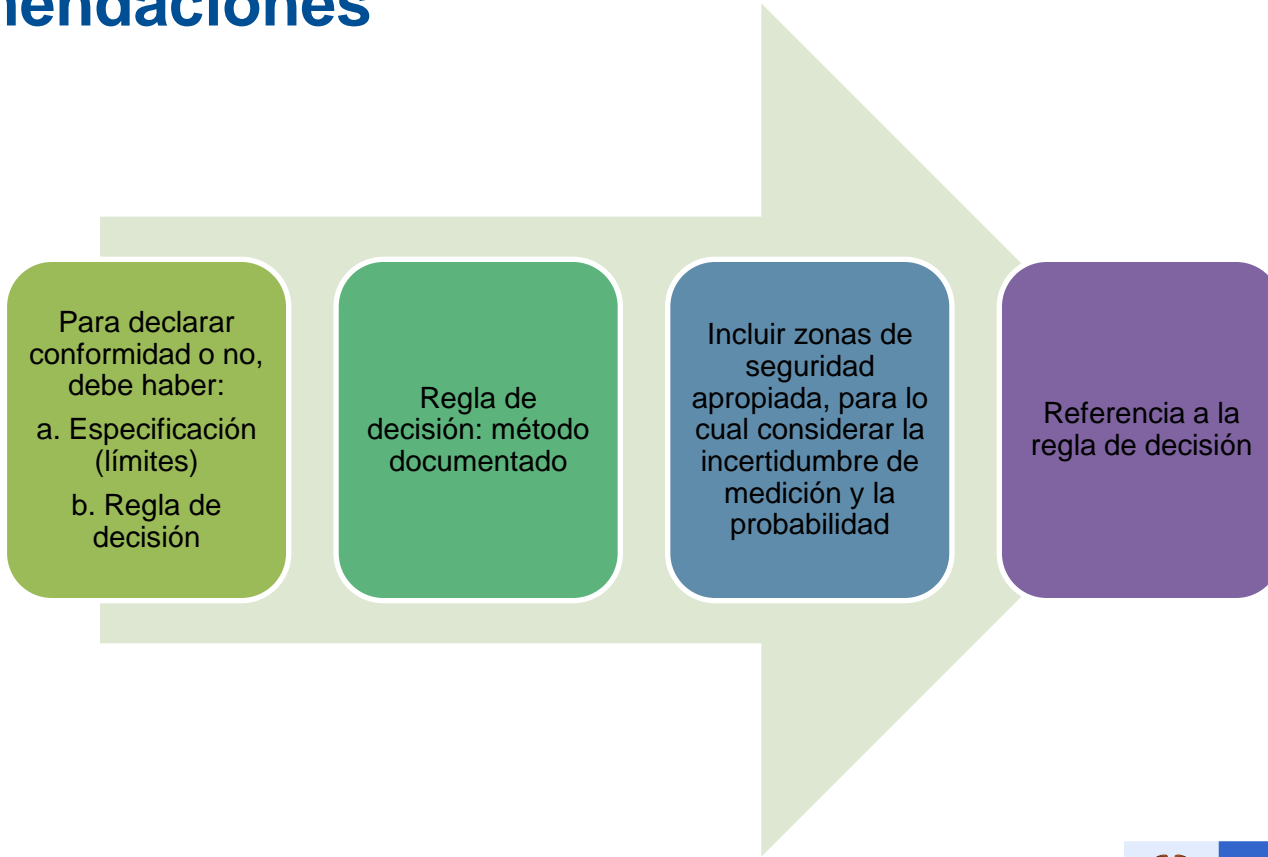 mendaciones
Para declarar
conformidad o no,
debe haber:
a. Especificación
(límites)
b. Regla de
decisión
Regla de
decisión: método
documentado
Incluir zonas de
seguridad
apropiada, para lo
cual considerar la
incertidumbre de
medición y la
probabilidad
Referencia a la
regla de decisión